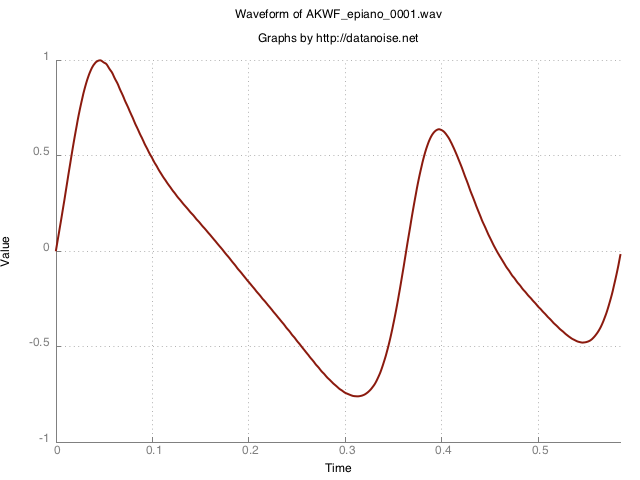 Waveform of AKWF_epiano_0001.wav
Graphs by http://datanoise.net
1
0.5
0
-0.5
-1
Value
0 0.1 0.2 0.3 0.4 0.5
Time